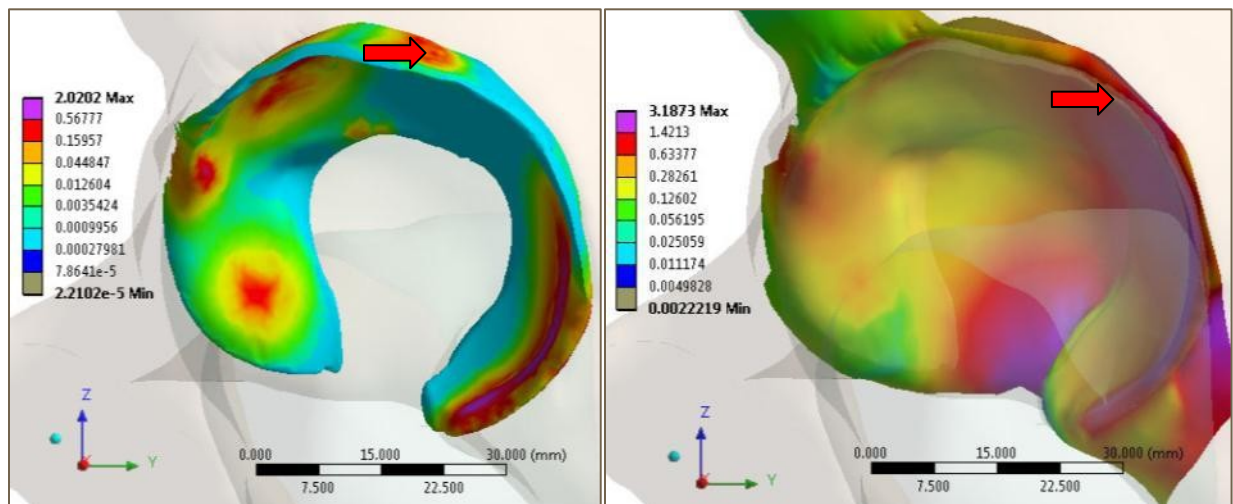 2.0202 Max
0.56777
0.15957
0.044847
0.012604
0.0035424
0.0009956
0.00027981
7.8641e-5
2.2102e-5 Min
Z
Y
0.000 15.000 30.000 (mm)
7.500 22.500
3.1873 Max
1.4213
0.63377
0.28261
0.12602
0.056195
0.025059
0.011174
0.0049828
0.0022219 Min
Z
Y
0.000 15.000 30.000 (mm)
7.500 22.500